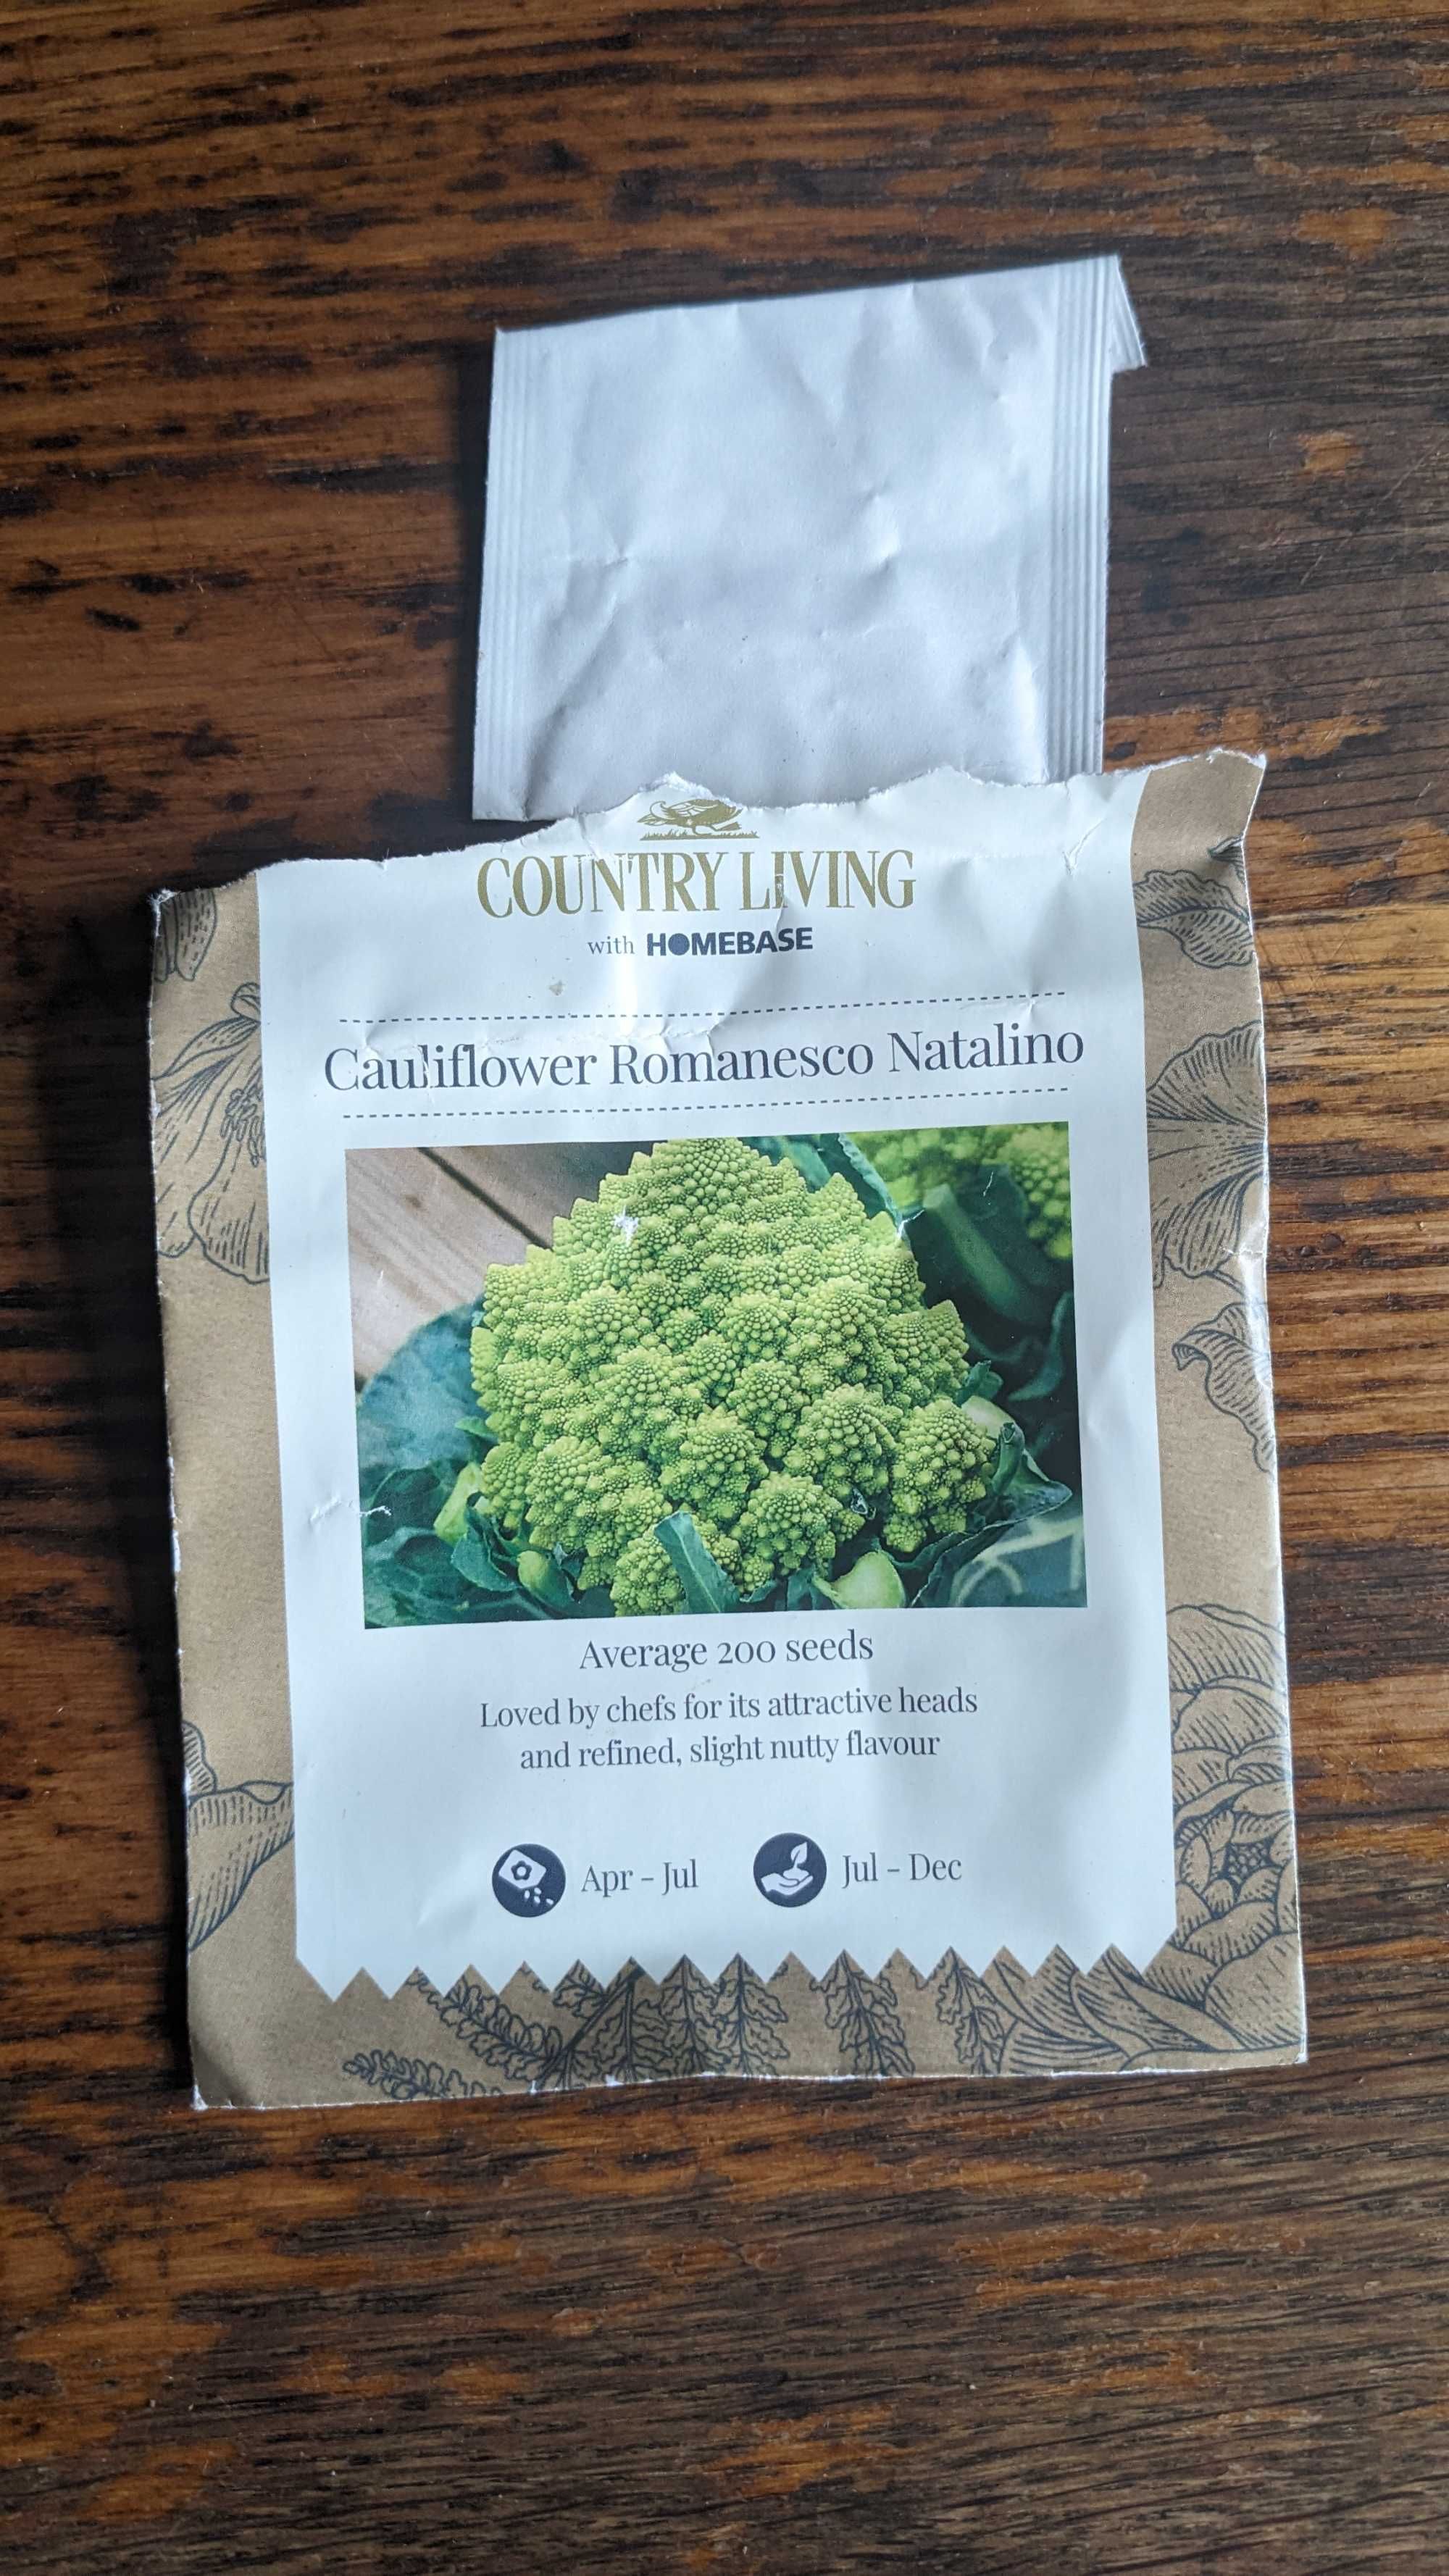 COUNTRY LIVING
with HOMEBASE
Cauliflower Romanesco Natalino
Average 200 seeds
Loved by chefs for its attractive heads
and refined, slight nutty flavour
Apr – Jul
Jul – Dec